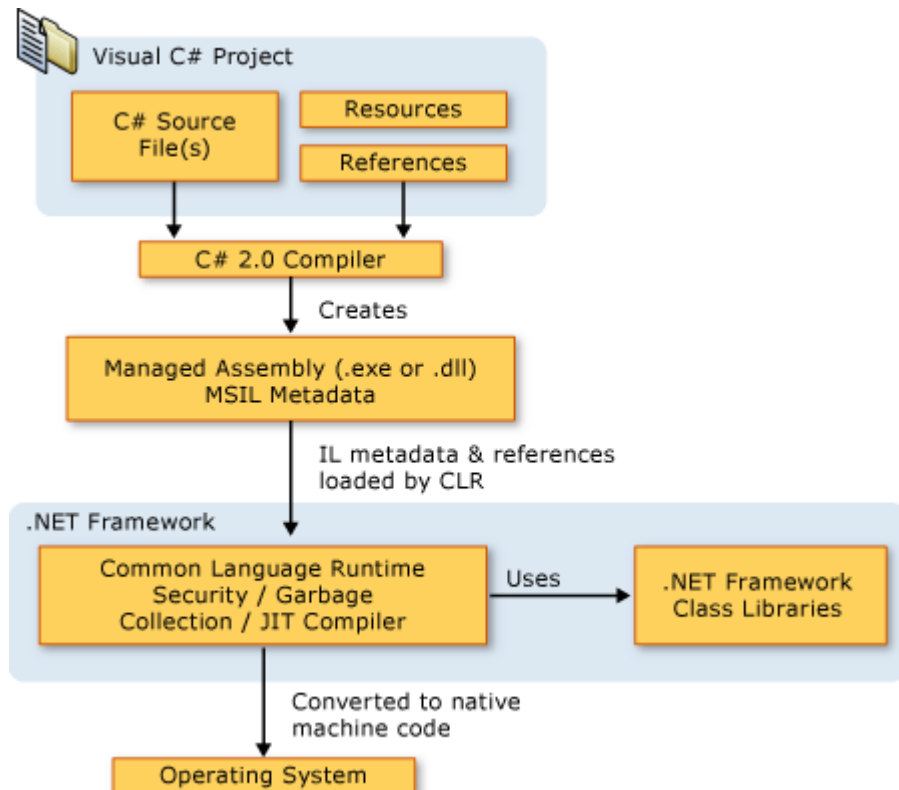 Visual C# Project
C# Source
File(s)
Resources
References
C# 2.0 Compiler
Creates
Managed Assembly (.exe or .dll)
MSIL Metadata
IL metadata & references
loaded by CLR
.NET Framework
Common Language Runtime
Security / Garbage
Collection / JIT Compiler
Uses
.NET Framework
Class Libraries
Converted to native
machine code
Operating System